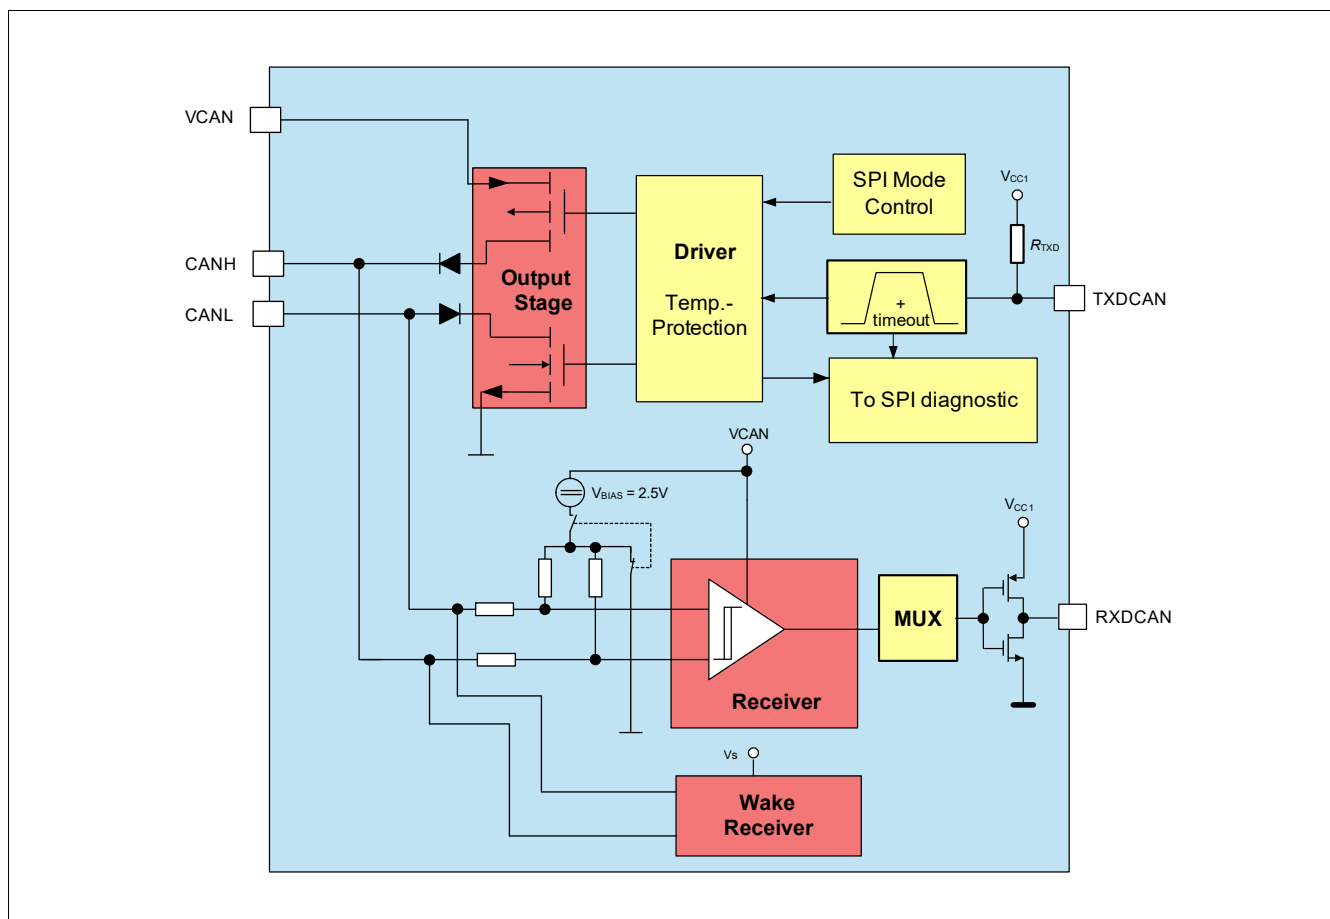 VCAN
SPI Mode
Control
VCC1
RTXD
Driver
CANH
Output
Stage
CANL
Temp.-
Protection
+
timeout
TXDCAN
To SPI diagnostic
VCAN
VBIAS = 2.5V
VCC1
MUX
RXDCAN
Receiver
Vs
Wake
Receiver